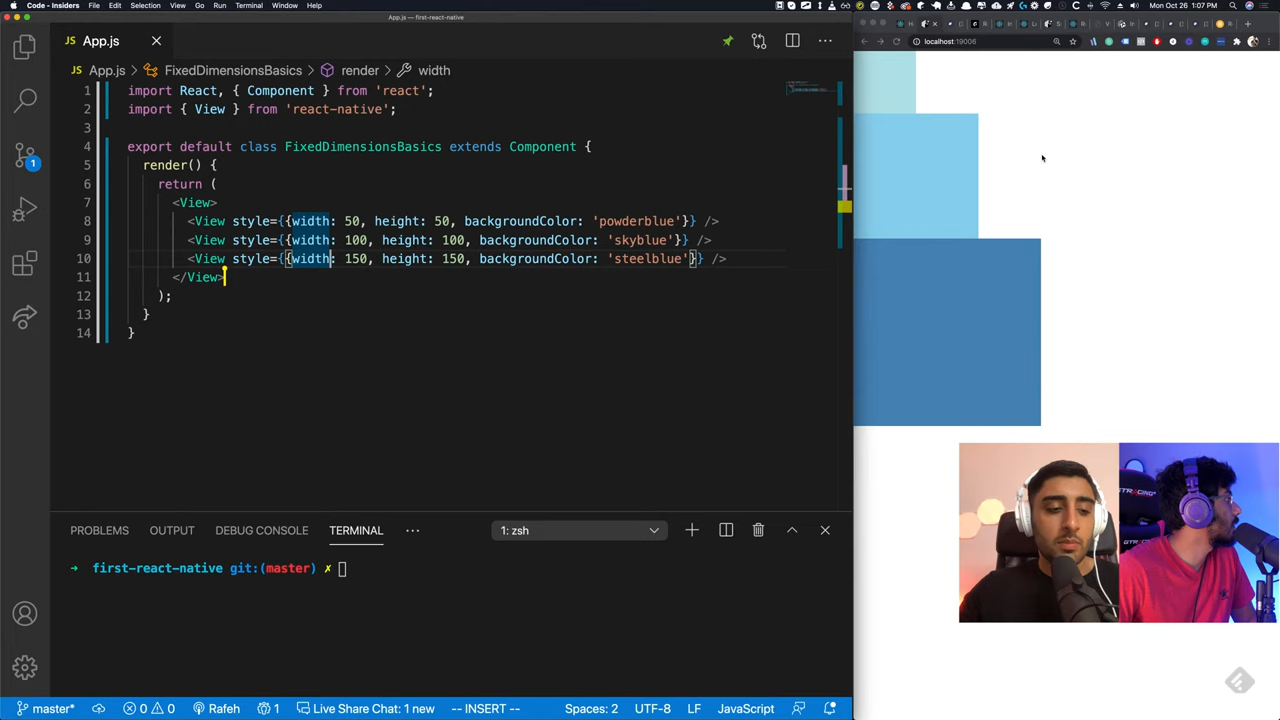 Code - Insiders File Edit Selection View Go Run Terminal Window Help
Mon Oct 26 1:07 PM
App.js — first-react-native
App.js
localhost:19006
App.js FixedDimensionsBasics render width
1 import React, { Component } from 'react';
2 import { View } from 'react-native';
3
4 export default class FixedDimensionsBasics extends Component {
5 render() {
6 return (
7 <View>
8 <View style={{width: 50, height: 50, backgroundColor: 'powderblue'}} />
9 <View style={{width: 100, height: 100, backgroundColor: 'skyblue'}} />
10 <View style={{width: 150, height: 150, backgroundColor: 'steelblue'}} />
11 </View>
12 );
13 }
14 }
1
PROBLEMS OUTPUT DEBUG CONSOLE TERMINAL 1: zsh
→ first-react-native git:(master) ✗
GTRACING
GTR
master* 0 0 Rafeh 1 Live Share Chat: 1 new -- INSERT -- Spaces: 2 UTF-8 LF JavaScript